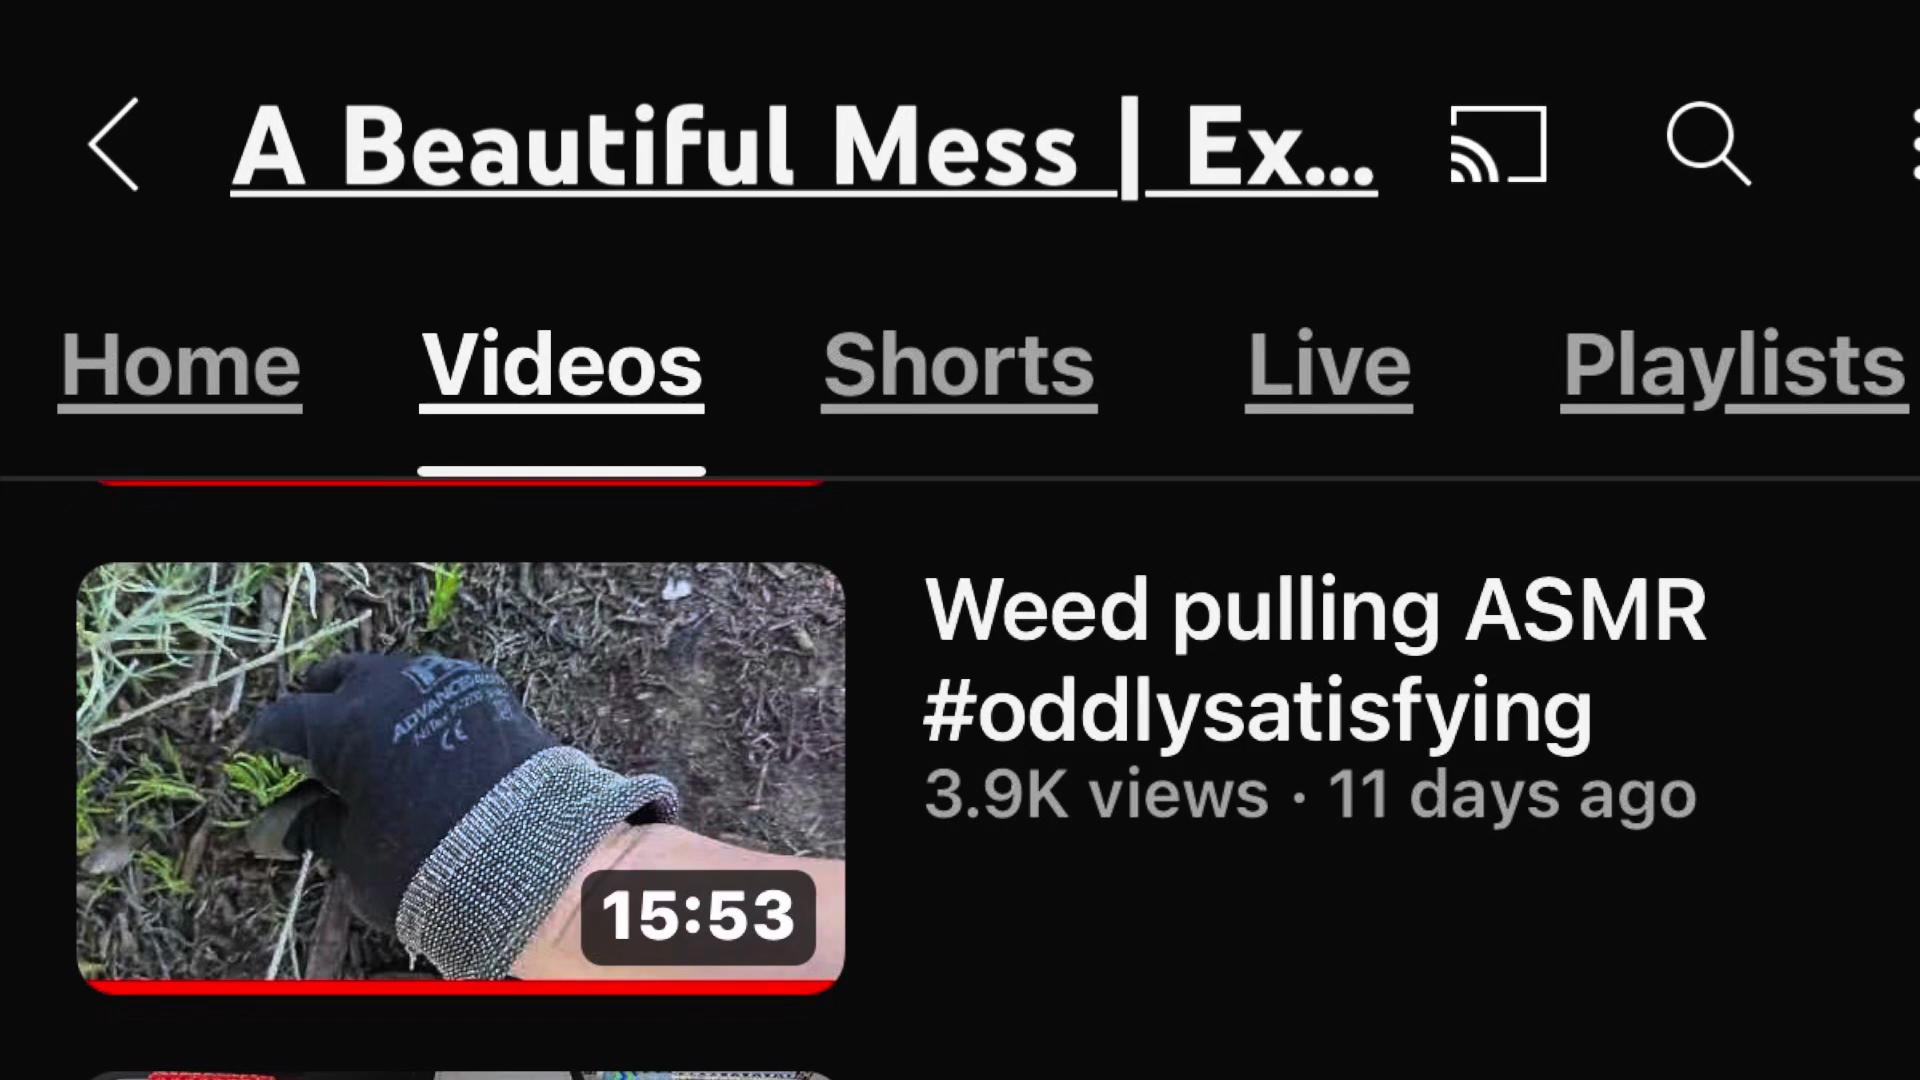 A Beautiful Mess | Ex...
Home Videos Shorts Live Playlists
Weed pulling ASMR
#oddlysatisfying
3.9K views · 11 days ago
15:53